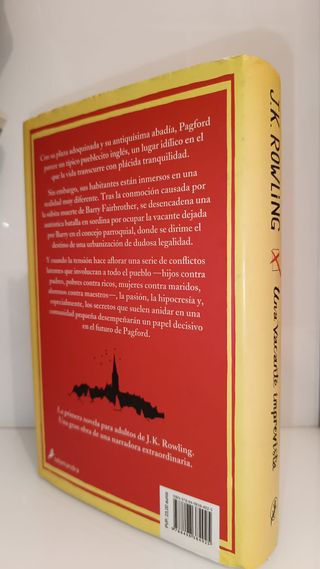 Con su plaza adoquinada y su antiquísima abadía, Pagford
parece un típico pueblecito inglés, un lugar idílico en el
que la vida transcurre con plácida tranquilidad.
Sin embargo, sus habitantes están inmersos en una
realidad muy diferente. Tras la conmoción causada por
la súbita muerte de Barry Fairbrother, se desencadena una
auténtica batalla en sordina por ocupar la vacante dejada
por Barry en el concejo parroquial, donde se dirime el
destino de una urbanización de dudosa legalidad.
Y cuando la tensión hace aflorar una serie de conflictos
latentes que involucran a todo el pueblo —hijos contra
padres, pobres contra ricos, mujeres contra maridos,
alumnos contra maestros—, la pasión, la hipocresía y,
especialmente, los secretos que suelen anidar en una
comunidad pequeña desempeñarán un papel decisivo
en el futuro de Pagford.
La primera novela para adultos de J.K. Rowling.
Una gran obra de una narradora extraordinaria.
salamandra
J.K. ROWLING
Una vacante imprevista